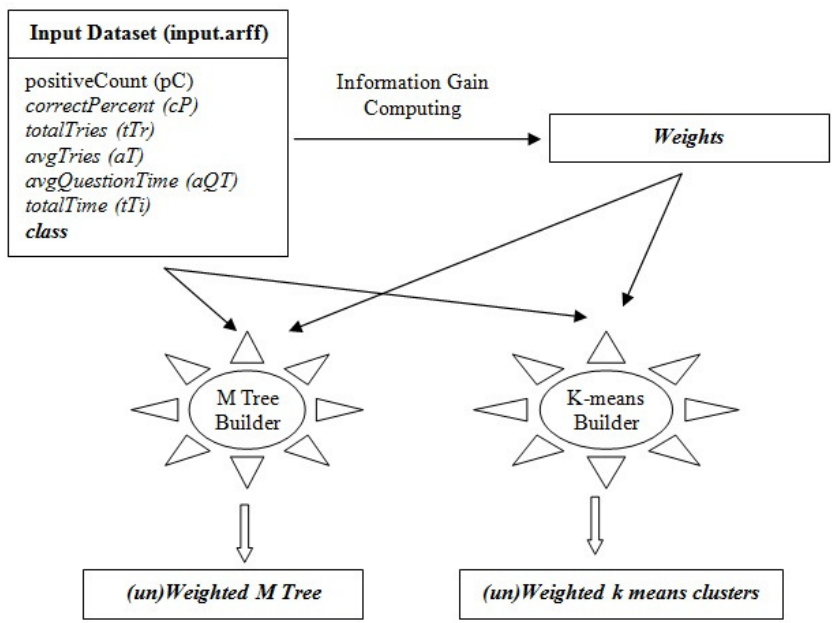 Input Dataset (input.arff)
positiveCount (pC)
correctPercent (cP)
totalTries (tTr)
avgTries (aT)
avgQuestionTime (aQT)
totalTime (tTi)
class
Information Gain
Computing
Weights
M Tree
Builder
K-means
Builder
(un)Weighted M Tree
(un)Weighted k means clusters